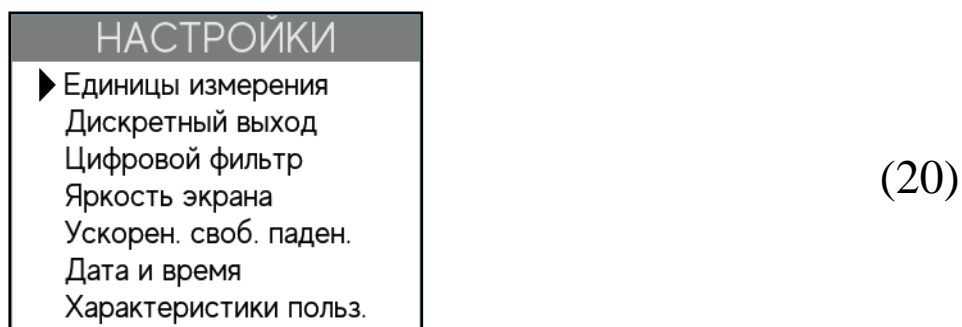 НАСТРОЙКИ
Единицы измерения
Дискретный выход
Цифровой фильтр
Яркость экрана
(20)
Ускорен. своб. паден.
Дата и время
Характеристики польз.